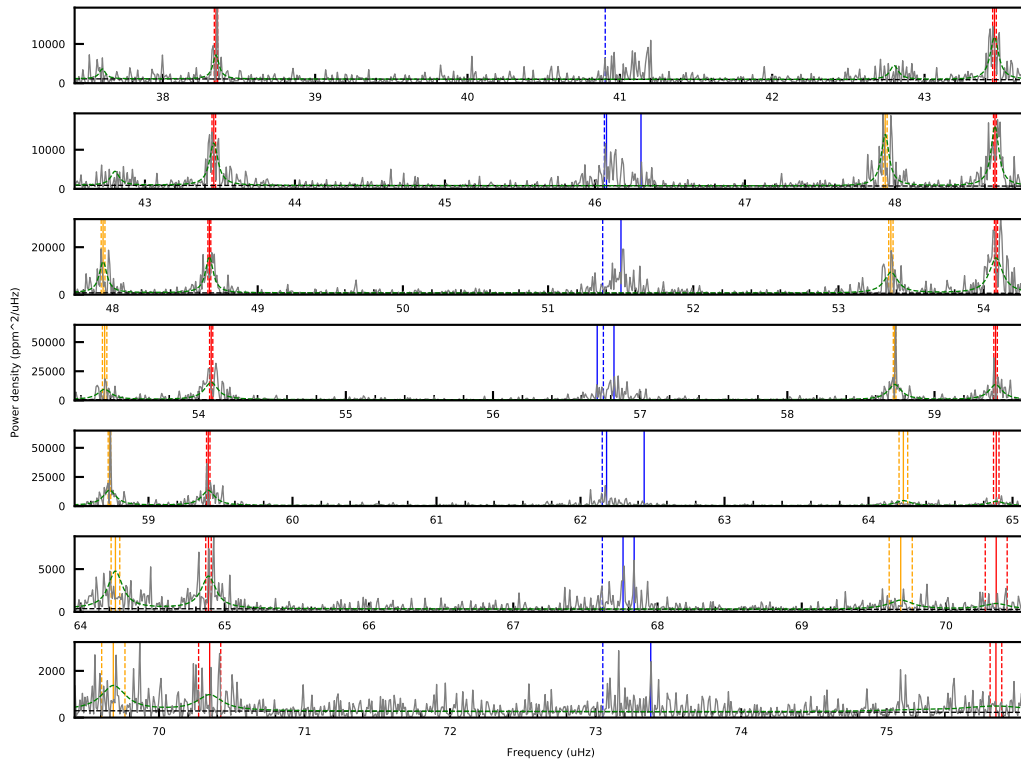 10000
0
38 39 40 41 42 43
10000
0
43 44 45 46 47 48
20000
0
48 49 50 51 52 53 54
50000
25000
0
54 55 56 57 58 59
50000
25000
0
59 60 61 62 63 64 65
5000
0
64 65 66 67 68 69 70
2000
0
70 71 72 73 74 75
Power density (ppm^2/uHz)
Frequency (uHz)